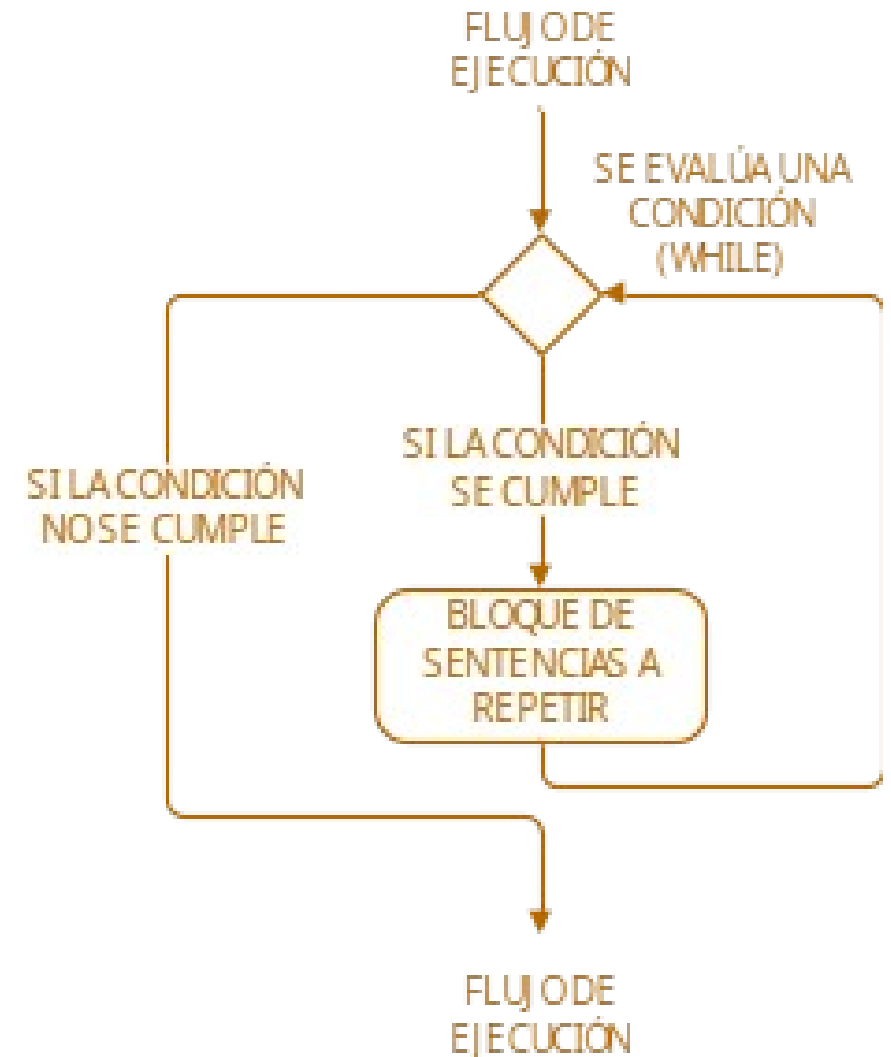 FLUJO DE
EJECUCIÓN
SE EVALÚA UNA
CONDICIÓN
(WHILE)
SI LA CONDICIÓN
SE CUMPLE
SI LA CONDICIÓN
NO SE CUMPLE
BLOQUE DE
SENTENCIAS A
REPETIR
FLUJO DE
EJECUCIÓN